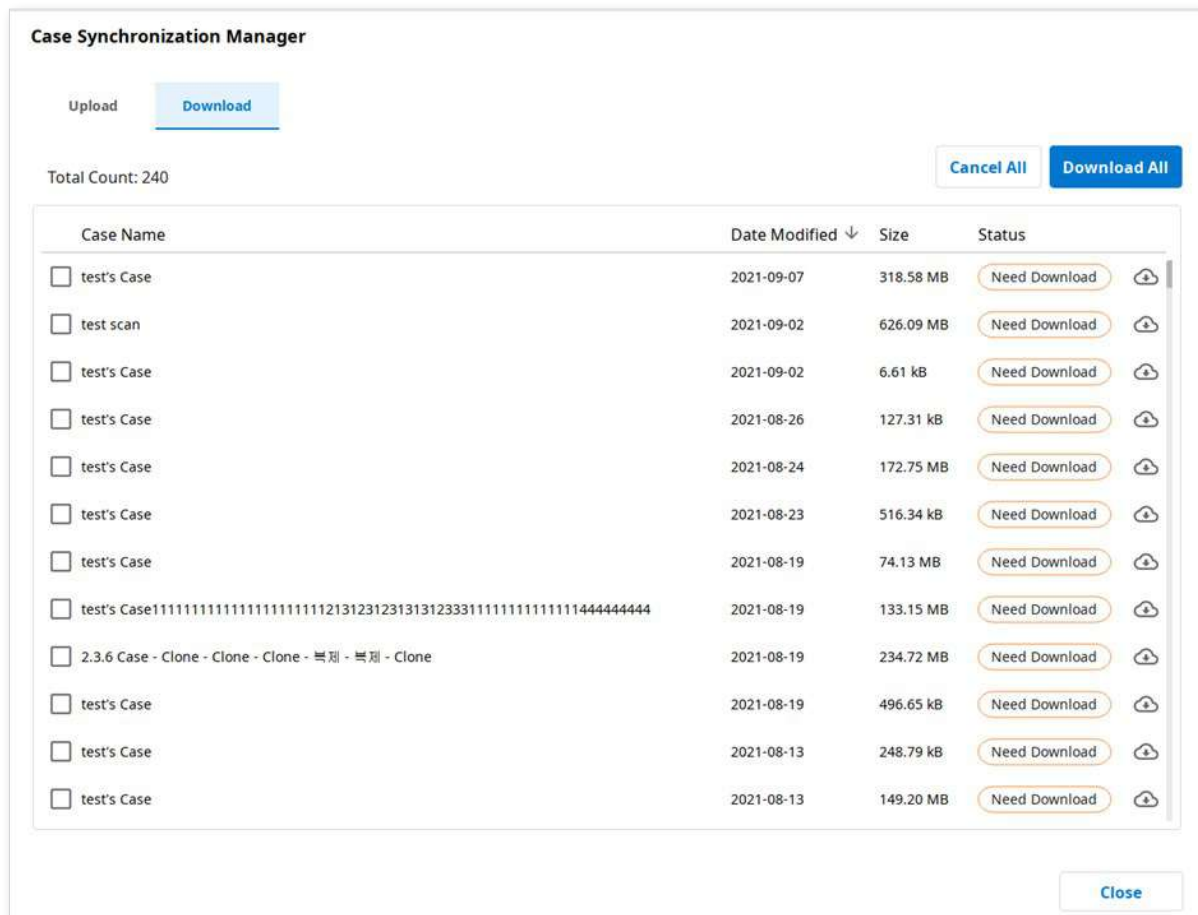 Case Synchronization Manager
Upload Download
Total Count: 240
Cancel All Download All
Case Name Date Modified ↓ Size Status
test's Case 2021-09-07 318.58 MB Need Download
test scan 2021-09-02 626.09 MB Need Download
test's Case 2021-09-02 6.61 kB Need Download
test's Case 2021-08-26 127.31 kB Need Download
test's Case 2021-08-24 172.75 MB Need Download
test's Case 2021-08-23 516.34 kB Need Download
test's Case 2021-08-19 74.13 MB Need Download
test's Case1111111111111111111111121312312313131233311111111111111444444444 2021-08-19 133.15 MB Need Download
2.3.6 Case - Clone - Clone - Clone - 복제 - 복제 - Clone 2021-08-19 234.72 MB Need Download
test's Case 2021-08-19 496.65 kB Need Download
test's Case 2021-08-13 248.79 kB Need Download
test's Case 2021-08-13 149.20 MB Need Download
Close